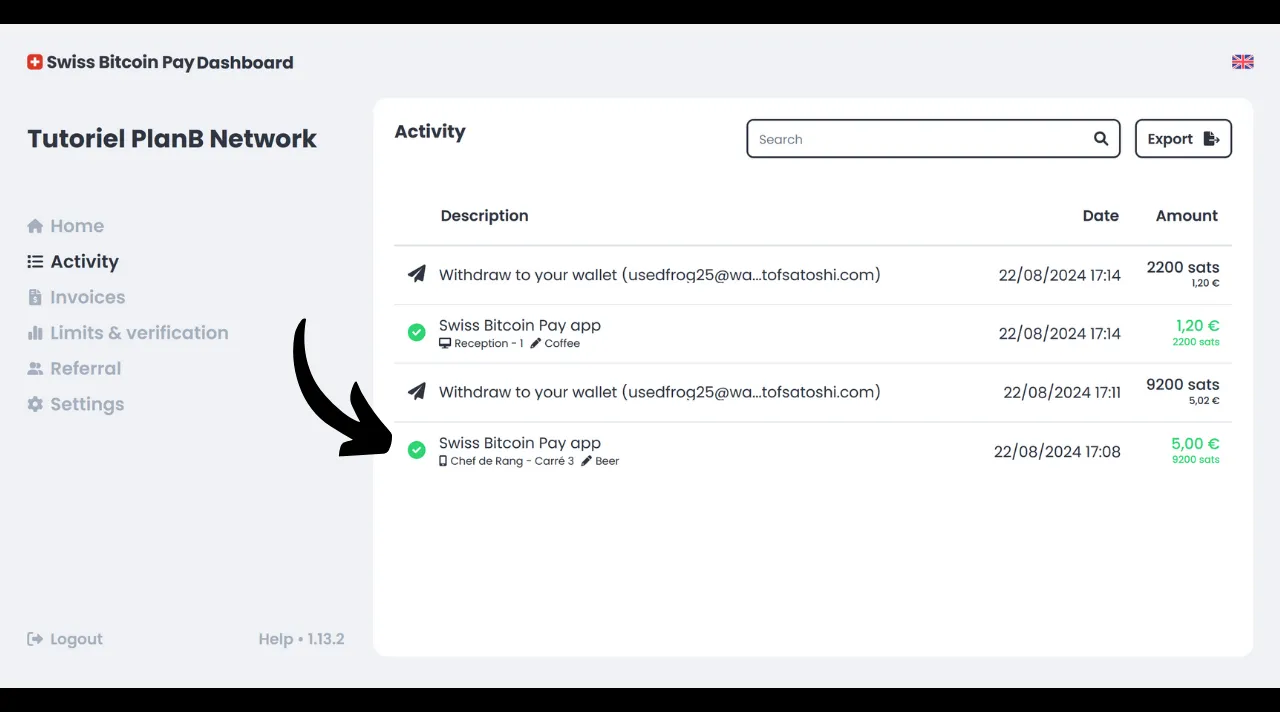 Swiss Bitcoin Pay Dashboard
Tutoriel PlanB Network
Home
Activity
Invoices
Limits & verification
Referral
Settings
Logout
Help • 1.13.2
Activity
Search
Export
Description Date Amount
Withdraw to your wallet (usedfrog25@wa...tofsatoshi.com) 22/08/2024 17:14 2200 sats
1,20 €
Swiss Bitcoin Pay app 22/08/2024 17:14 1,20 €
Reception - 1 Coffee 2200 sats
Withdraw to your wallet (usedfrog25@wa...tofsatoshi.com) 22/08/2024 17:11 9200 sats
5,02 €
Swiss Bitcoin Pay app 22/08/2024 17:08 5,00 €
Chef de Rang - Carré 3 Beer 9200 sats